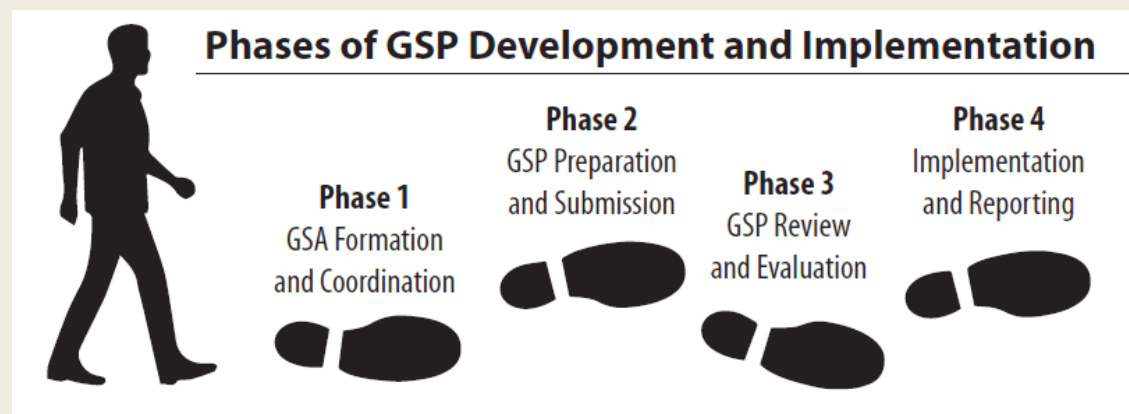 Phases of GSP Development and Implementation
Phase 1
GSA Formation
and Coordination
Phase 2
GSP Preparation
and Submission
Phase 3
GSP Review
and Evaluation
Phase 4
Implementation
and Reporting